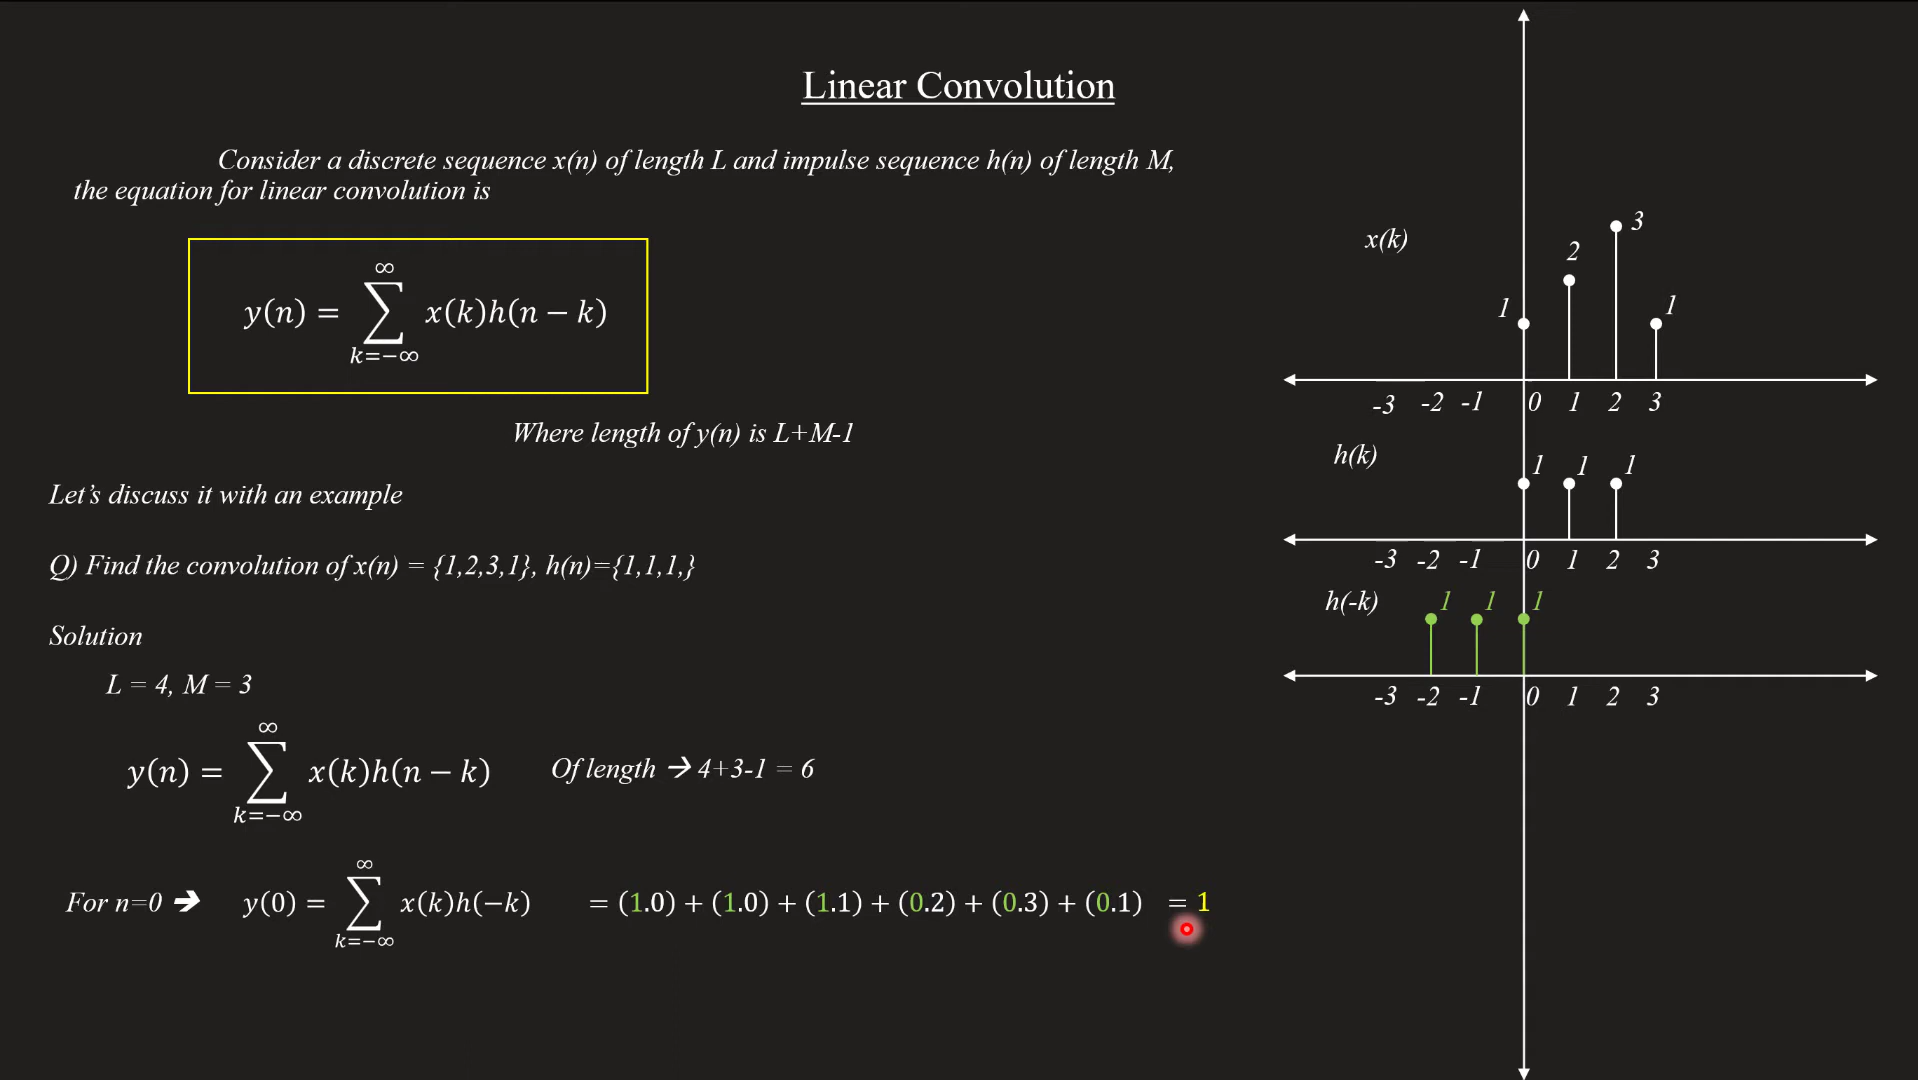 Linear Convolution
Consider a discrete sequence x(n) of length L and impulse sequence h(n) of length M,
the equation for linear convolution is
y(n) = ∑_{k=−∞}^{∞} x(k)h(n − k)
Where length of y(n) is L+M-1
Let’s discuss it with an example
Q) Find the convolution of x(n) = {1,2,3,1}, h(n)={1,1,1,}
Solution
L = 4, M = 3
y(n) = ∑_{k=−∞}^{∞} x(k)h(n − k) Of length → 4+3-1 = 6
For n=0 → y(0) = ∑_{k=−∞}^{∞} x(k)h(−k) = (1.0) + (1.0) + (1.1) + (0.2) + (0.3) + (0.1) = 1
x(k)
1 2 3 1
-3 -2 -1 0 1 2 3
h(k)
1 1 1
-3 -2 -1 0 1 2 3
h(-k)
1 1 1
-3 -2 -1 0 1 2 3